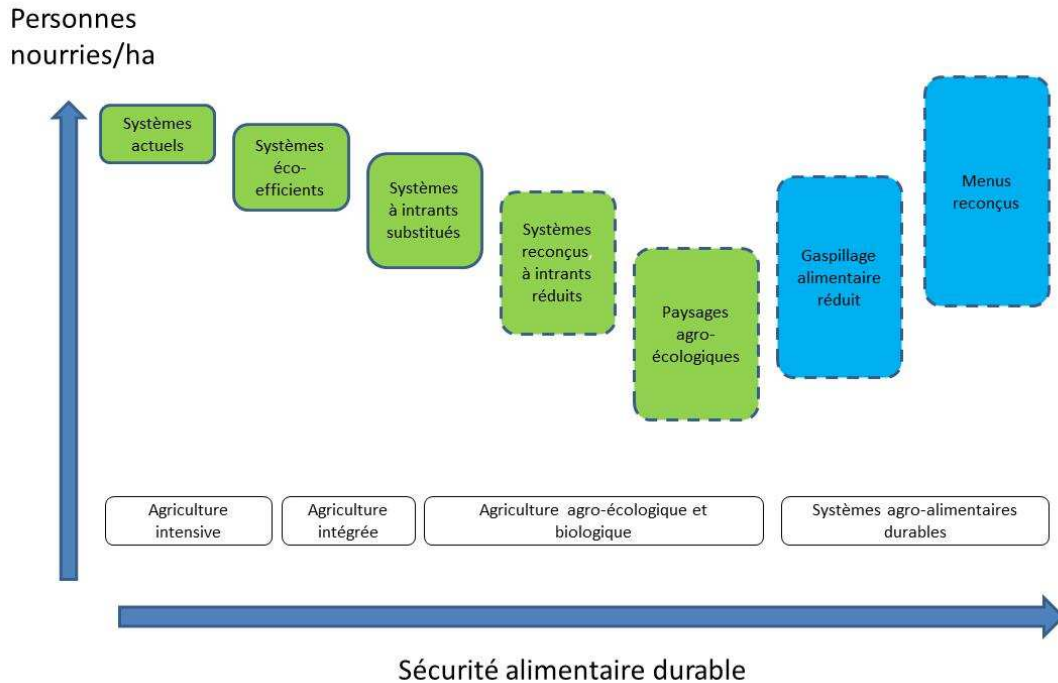 Personnes
nourries/ha
Systèmes
actuels
Systèmes
éco-
efficients
Systèmes
à intrants
substitués
Systèmes
reconçus,
à intrants
réduits
Paysages
agro-
écologiques
Gaspillage
alimentaire
réduit
Menus
reconçus
Agriculture
intensive
Agriculture
intégrée
Agriculture agro-écologique et
biologique
Systèmes agro-alimentaires
durables
Sécurité alimentaire durable